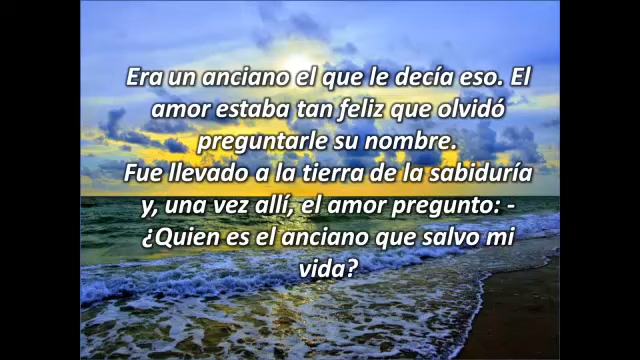 Era un anciano el que le decía eso. El
amor estaba tan feliz que olvidó
preguntarle su nombre.
Fue llevado a la tierra de la sabiduría
y, una vez allí, el amor pregunto: -
¿Quien es el anciano que salvo mi
vida?